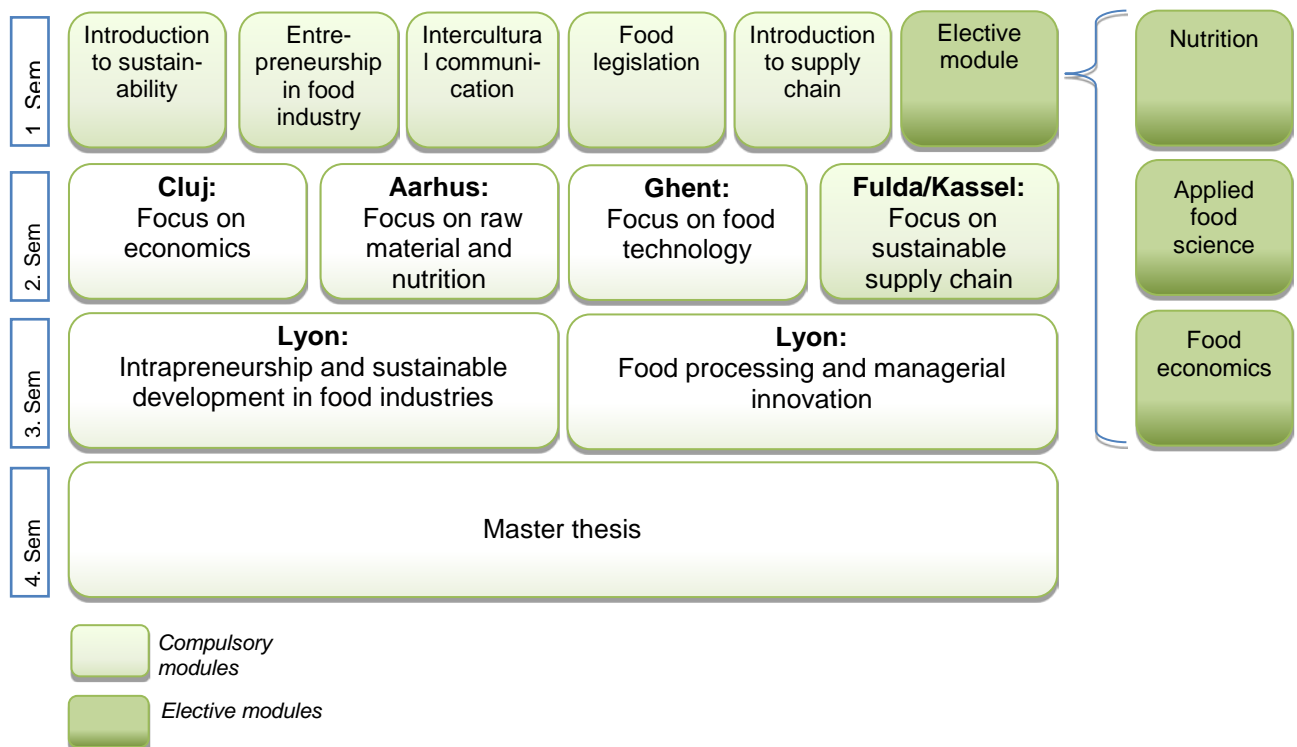 1 Sem
Introduction
to sustain-
ability
Entre-
preneurship
in food
industry
Intercultura
l communi-
cation
Food
legislation
Introduction
to supply
chain
Elective
module
Nutrition
2. Sem
Cluj:
Focus on
economics
Aarhus:
Focus on raw
material and
nutrition
Ghent:
Focus on food
technology
Fulda/Kassel:
Focus on
sustainable
supply chain
Applied
food
science
3. Sem
Lyon:
Intrapreneurship and sustainable
development in food industries
Lyon:
Food processing and managerial
innovation
Food
economics
4. Sem
Master thesis
Compulsory
modules
Elective modules